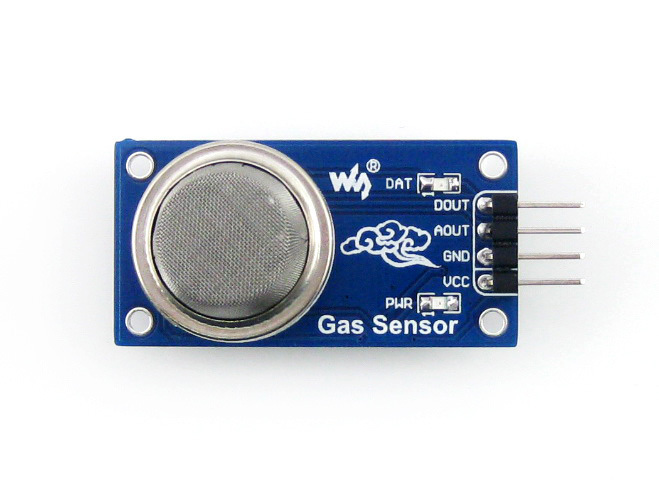 DAT
DOUT
AOUT
GND
VCC
PWR
Gas Sensor